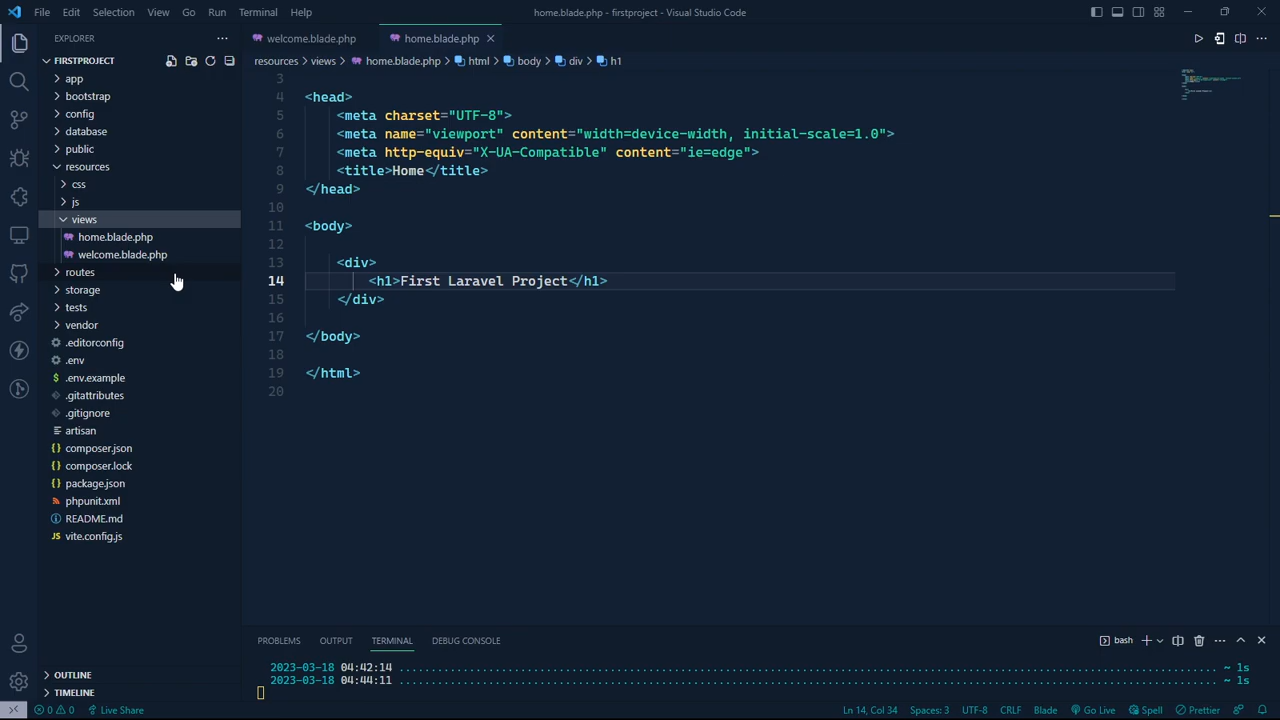 File Edit Selection View Go Run Terminal Help
home.blade.php - firstproject - Visual Studio Code
EXPLORER
FIRSTPROJECT
app
bootstrap
config
database
public
resources
css
js
views
home.blade.php
welcome.blade.php
routes
storage
tests
vendor
.editorconfig
.env
$ .env.example
.gitattributes
.gitignore
artisan
{} composer.json
{} composer.lock
{} package.json
phpunit.xml
README.md
JS vite.config.js
OUTLINE
TIMELINE
welcome.blade.php home.blade.php
resources > views > home.blade.php > html > body > div > h1
3
4 <head>
5 <meta charset="UTF-8">
6 <meta name="viewport" content="width=device-width, initial-scale=1.0">
7 <meta http-equiv="X-UA-Compatible" content="ie=edge">
8 <title>Home</title>
9 </head>
10
11 <body>
12
13 <div>
14 <h1>First Laravel Project</h1>
15 </div>
16
17 </body>
18
19 </html>
20
PROBLEMS OUTPUT TERMINAL DEBUG CONSOLE
bash
2023-03-18 04:42:14 ........................................ ~ 1s
2023-03-18 04:44:11 ........................................ ~ 1s
0 0 Live Share
Ln 14, Col 34 Spaces: 3 UTF-8 CRLF Blade Go Live Spell Prettier